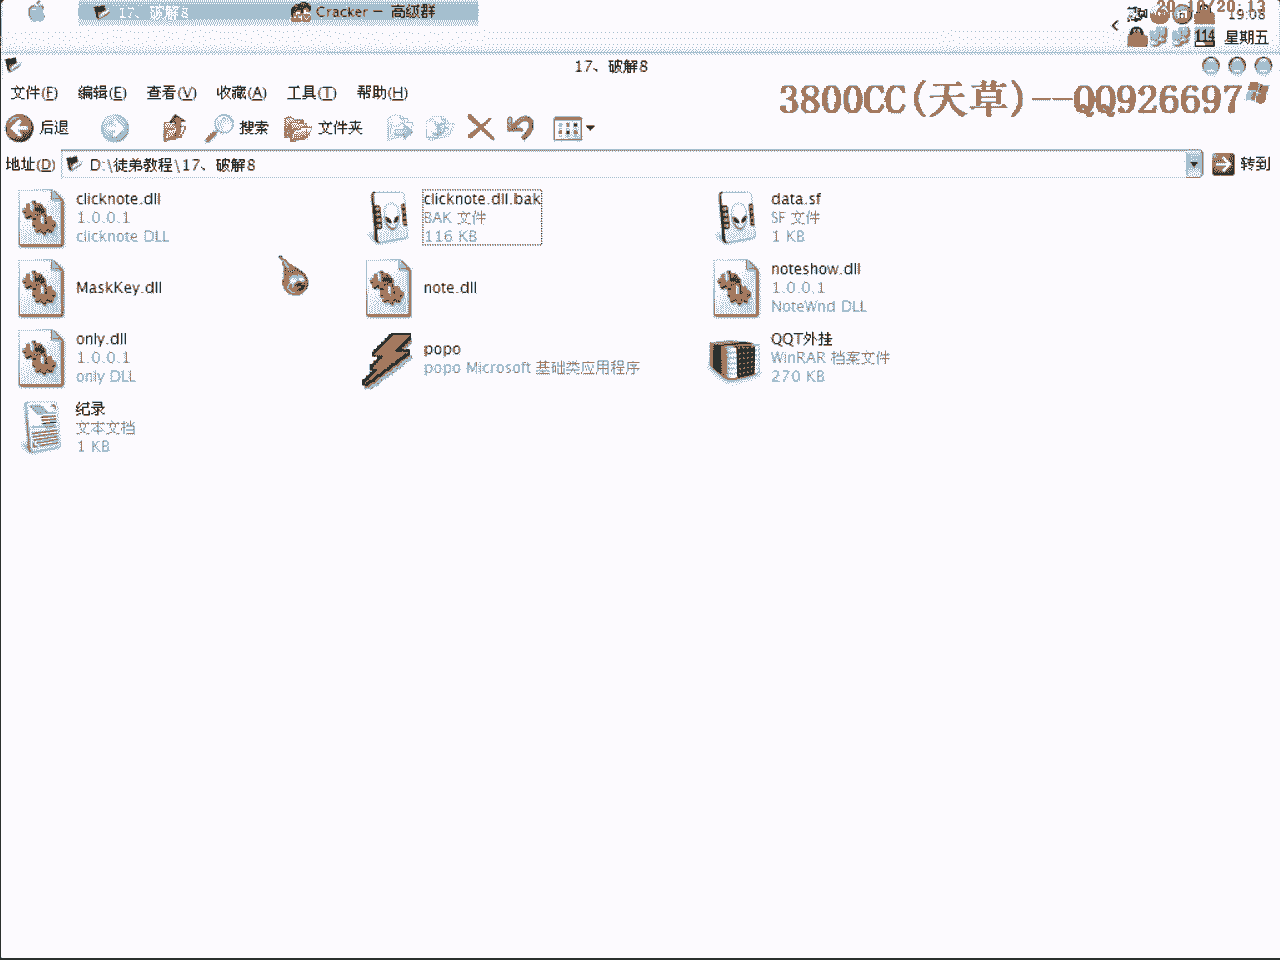 17、破解8
Cracker - 高级群
20-10/20:13
19:08
114
星期五
17、破解8
文件(F) 编辑(E) 查看(V) 收藏(A) 工具(T) 帮助(H)
3800CC(天草)--QQ926697
后退 搜索 文件夹
地址(D) D:\徒弟教程\17、破解8 转到
clicknote.dll
1.0.0.1
clicknote DLL
clicknote.dll.bak
BAK 文件
116 KB
data.sf
SF 文件
1 KB
MaskKey.dll
note.dll
noteshow.dll
1.0.0.1
NoteWnd DLL
only.dll
1.0.0.1
only DLL
popo
popo Microsoft 基础类应用程序
QQT外挂
WinRAR 档案文件
270 KB
纪录
文本文档
1 KB